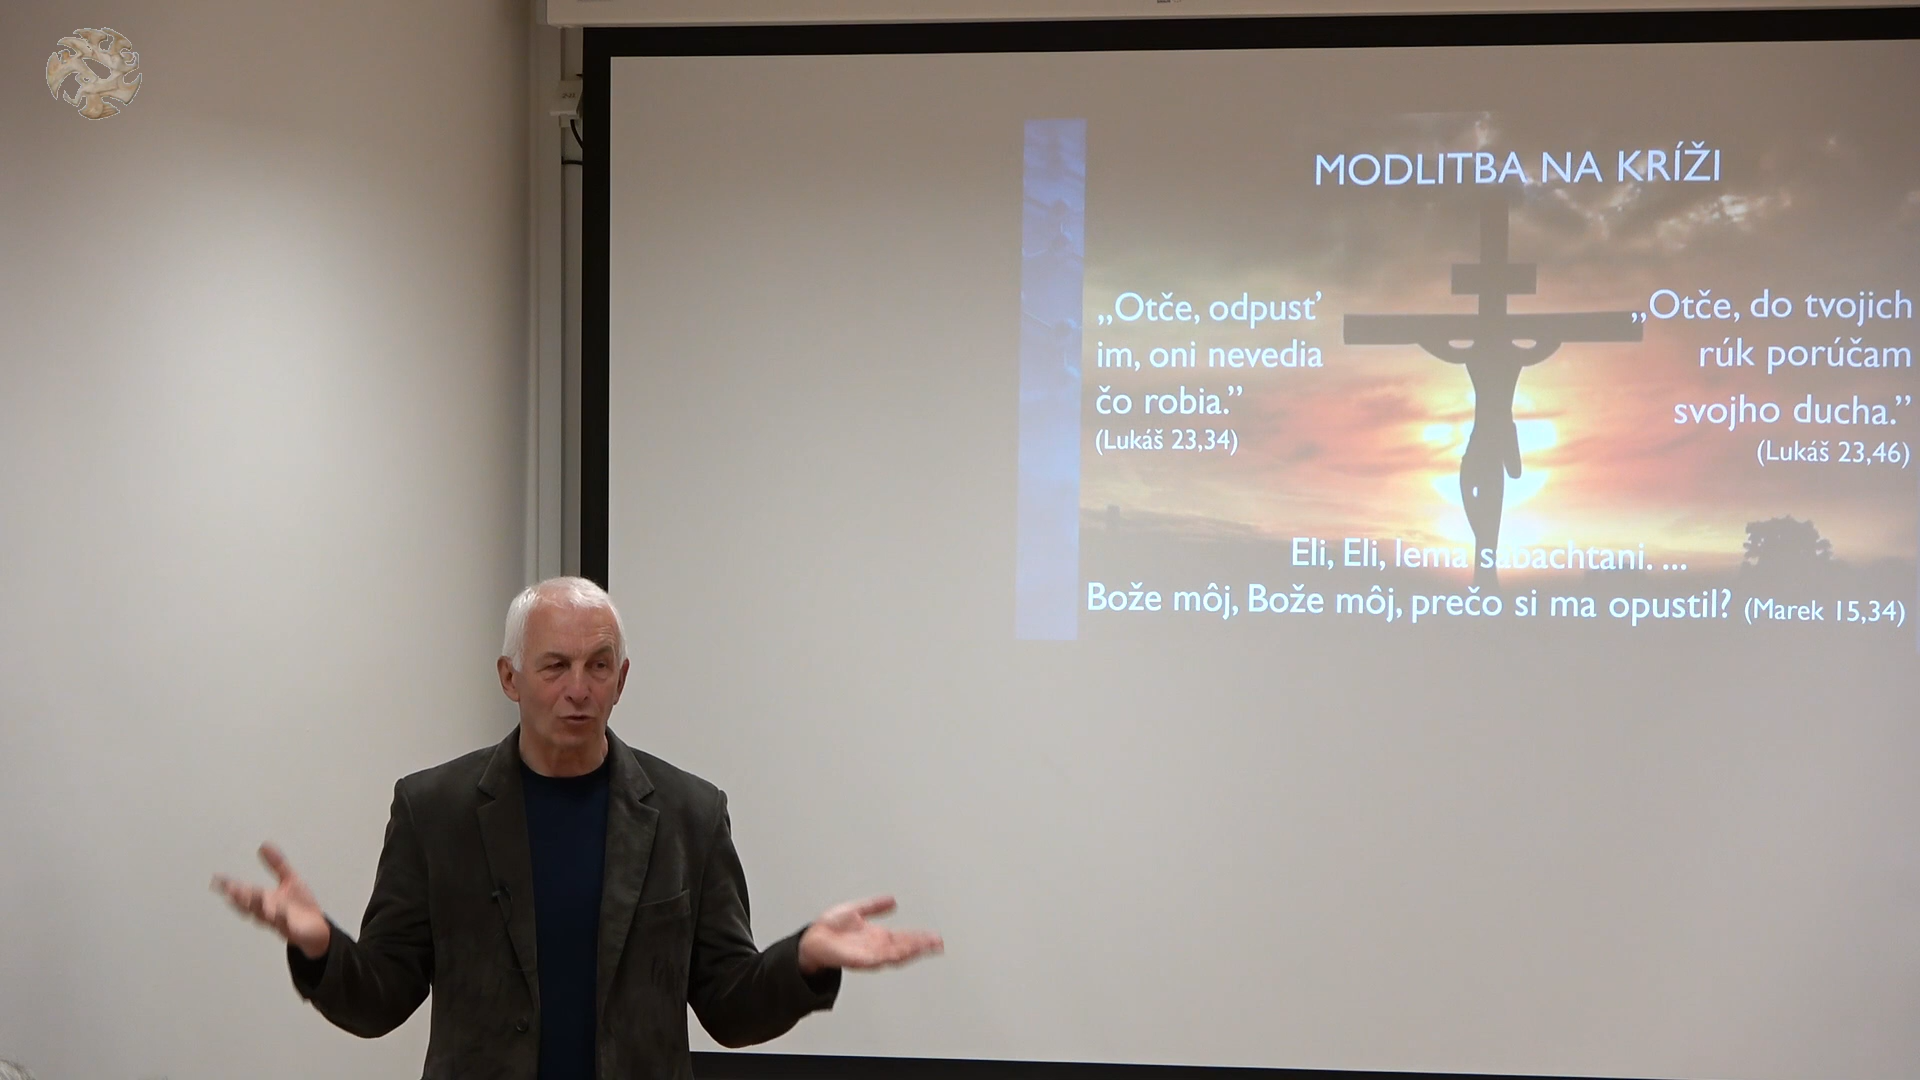 MODLITBA NA KRÍŽI
„Otče, odpusť
im, oni nevedia
čo robia.”
(Lukáš 23,34)
„Otče, do tvojich
rúk porúčam
svojho ducha.”
(Lukáš 23,46)
Eli, Eli, lema sabachtani. ...
Bože môj, Bože môj, prečo si ma opustil? (Marek 15,34)